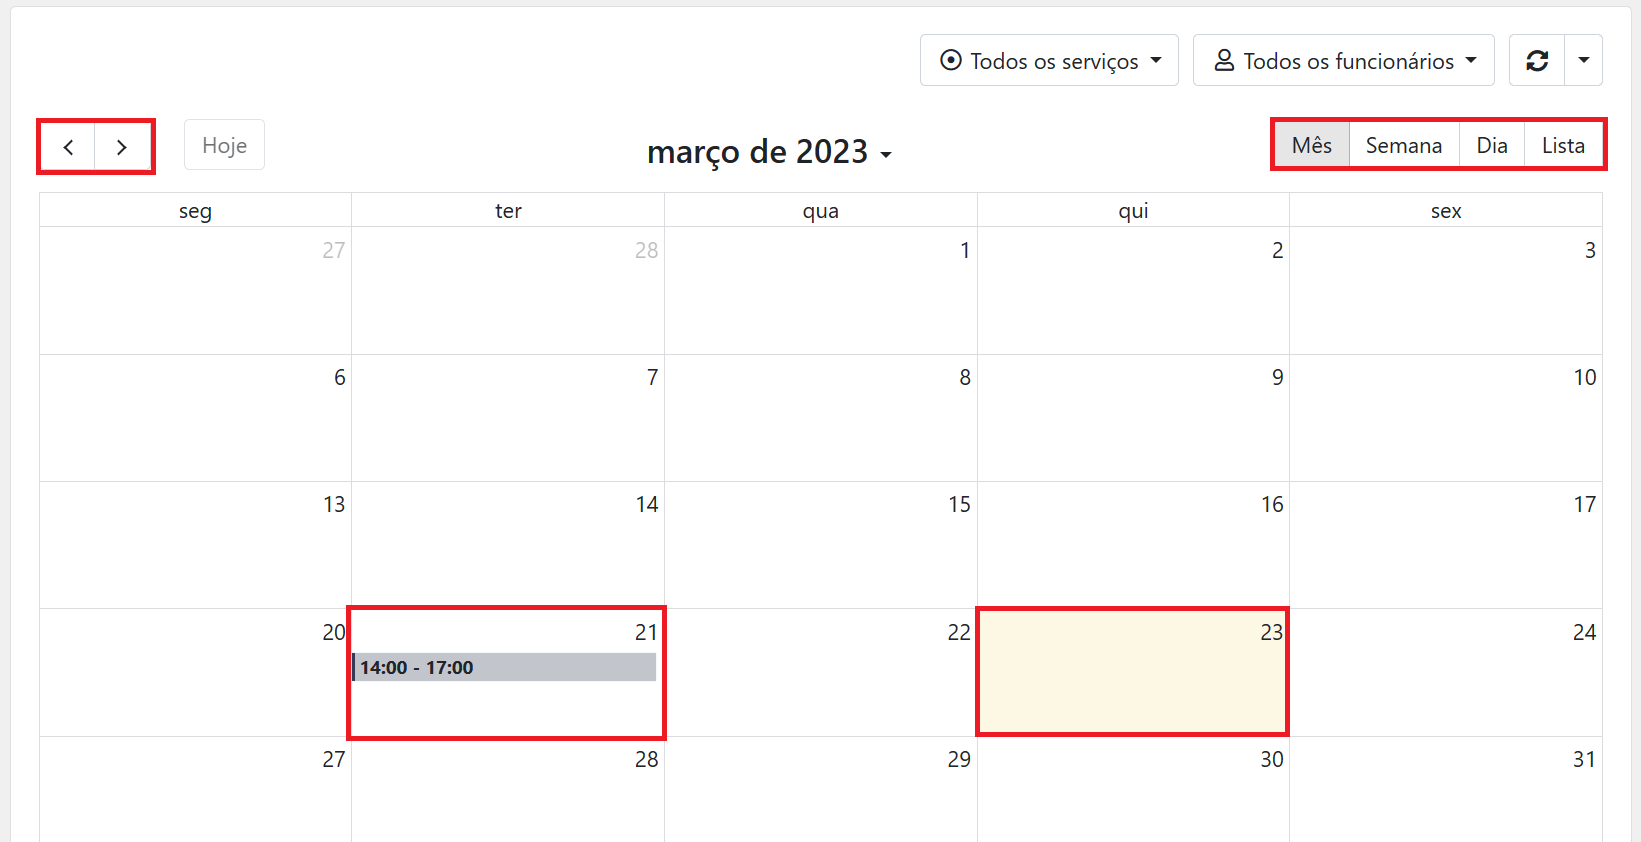 Todos os serviços
Todos os funcionários
Hoje
março de 2023
Mês Semana Dia Lista
seg ter qua qui sex
27 28 1 2 3
6 7 8 9 10
13 14 15 16 17
20 21 22 23 24
14:00 - 17:00
27 28 29 30 31